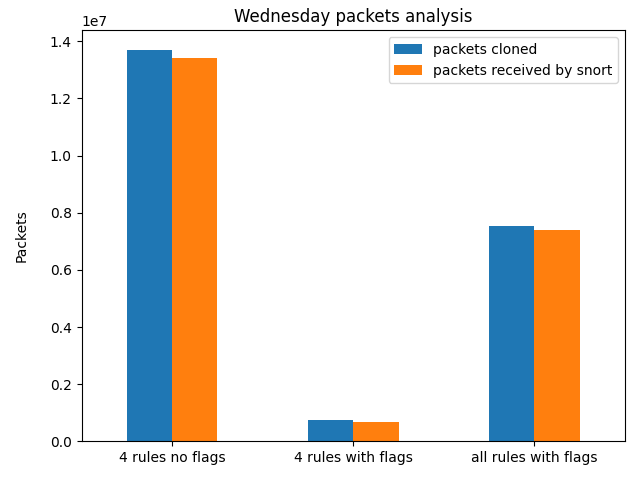 Wednesday packets analysis
1e7
packets cloned
packets received by snort
1.4
1.2
1.0
0.8
0.6
0.4
0.2
0.0
Packets
4 rules no flags
4 rules with flags
all rules with flags